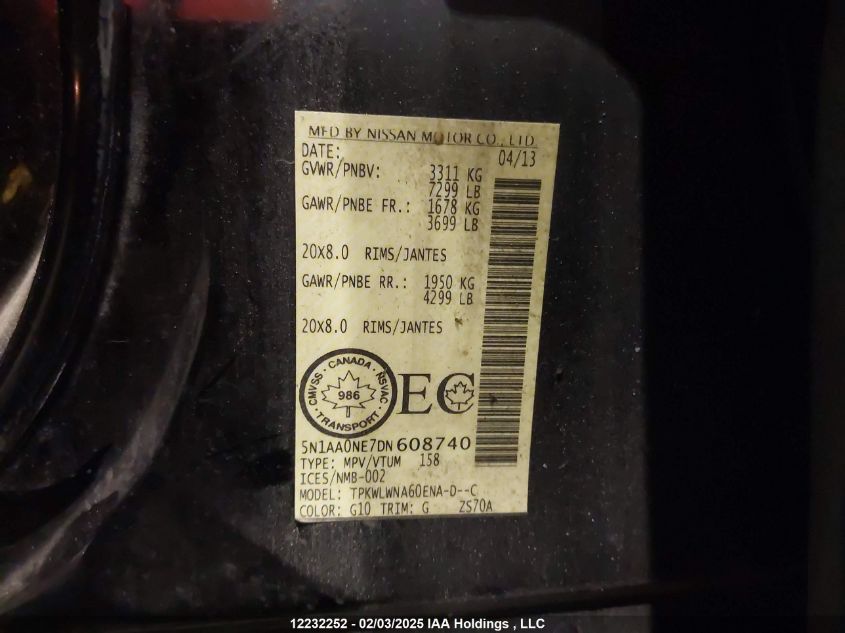 MFD BY NISSAN MOTOR CO., LTD.
DATE: 04/13
GVWR/PNBV: 3311 KG
7299 LB
GAWR/PNBE FR.: 1678 KG
3699 LB
20x8.0 RIMS/JANTES
GAWR/PNBE RR.: 1950 KG
4299 LB
20x8.0 RIMS/JANTES
CMVSS · CANADA · NSVAC
986
· TRANSPORT ·
EC
5N1AA0NE7DN608740
TYPE: MPV/VTUM 158
ICES/NMB-002
MODEL: TPKWLWNA60ENA-D--C
COLOR: G10 TRIM: G ZS70A
12232252 - 02/03/2025 IAA Holdings , LLC